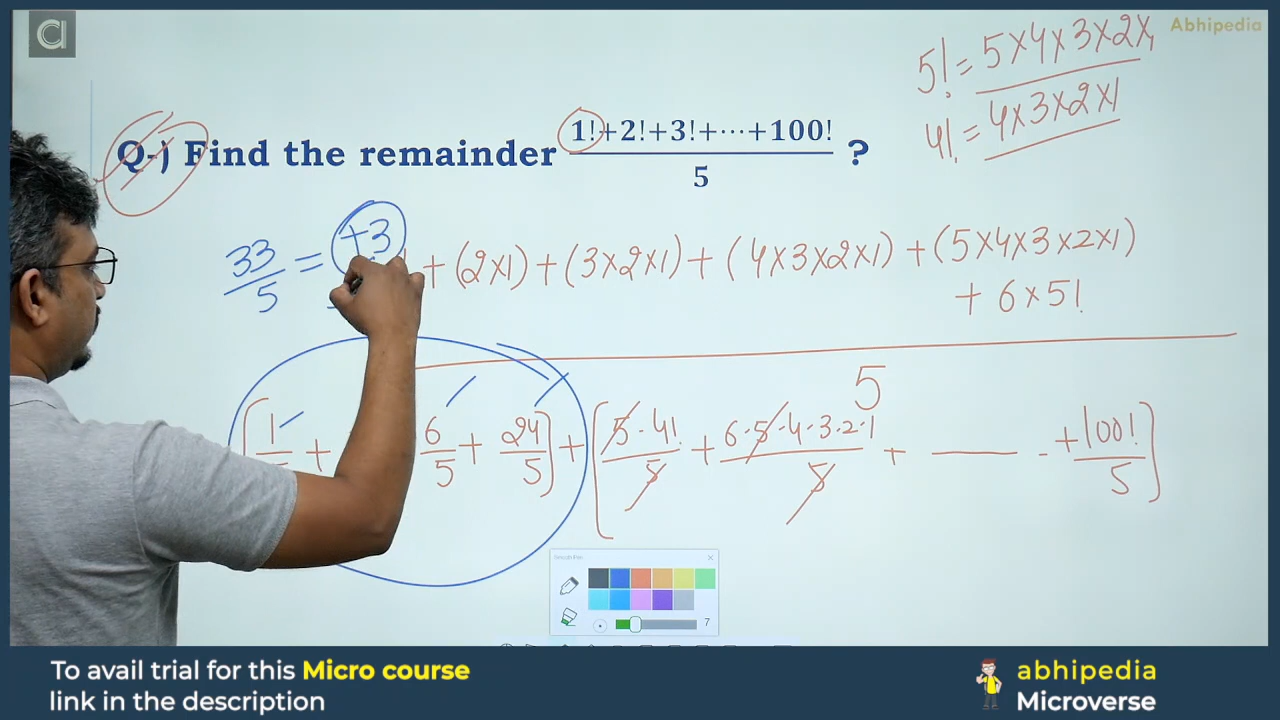 Abhipedia
5! = 5×4×3×2×1
4! = 4×3×2×1
Q-) Find the remainder 1!+2!+3!+⋯+100! / 5 ?
33/5 = +3
+ (2×1) + (3×2×1) + (4×3×2×1) + (5×4×3×2×1)
+ 6×5!
5
[1/5 + 6/5 + 24/5] + [5·4!/5 + 6·5·4·3·2·1/5 + —— - + 100!/5]
7
To avail trial for this Micro course
link in the description
abhipedia
Microverse